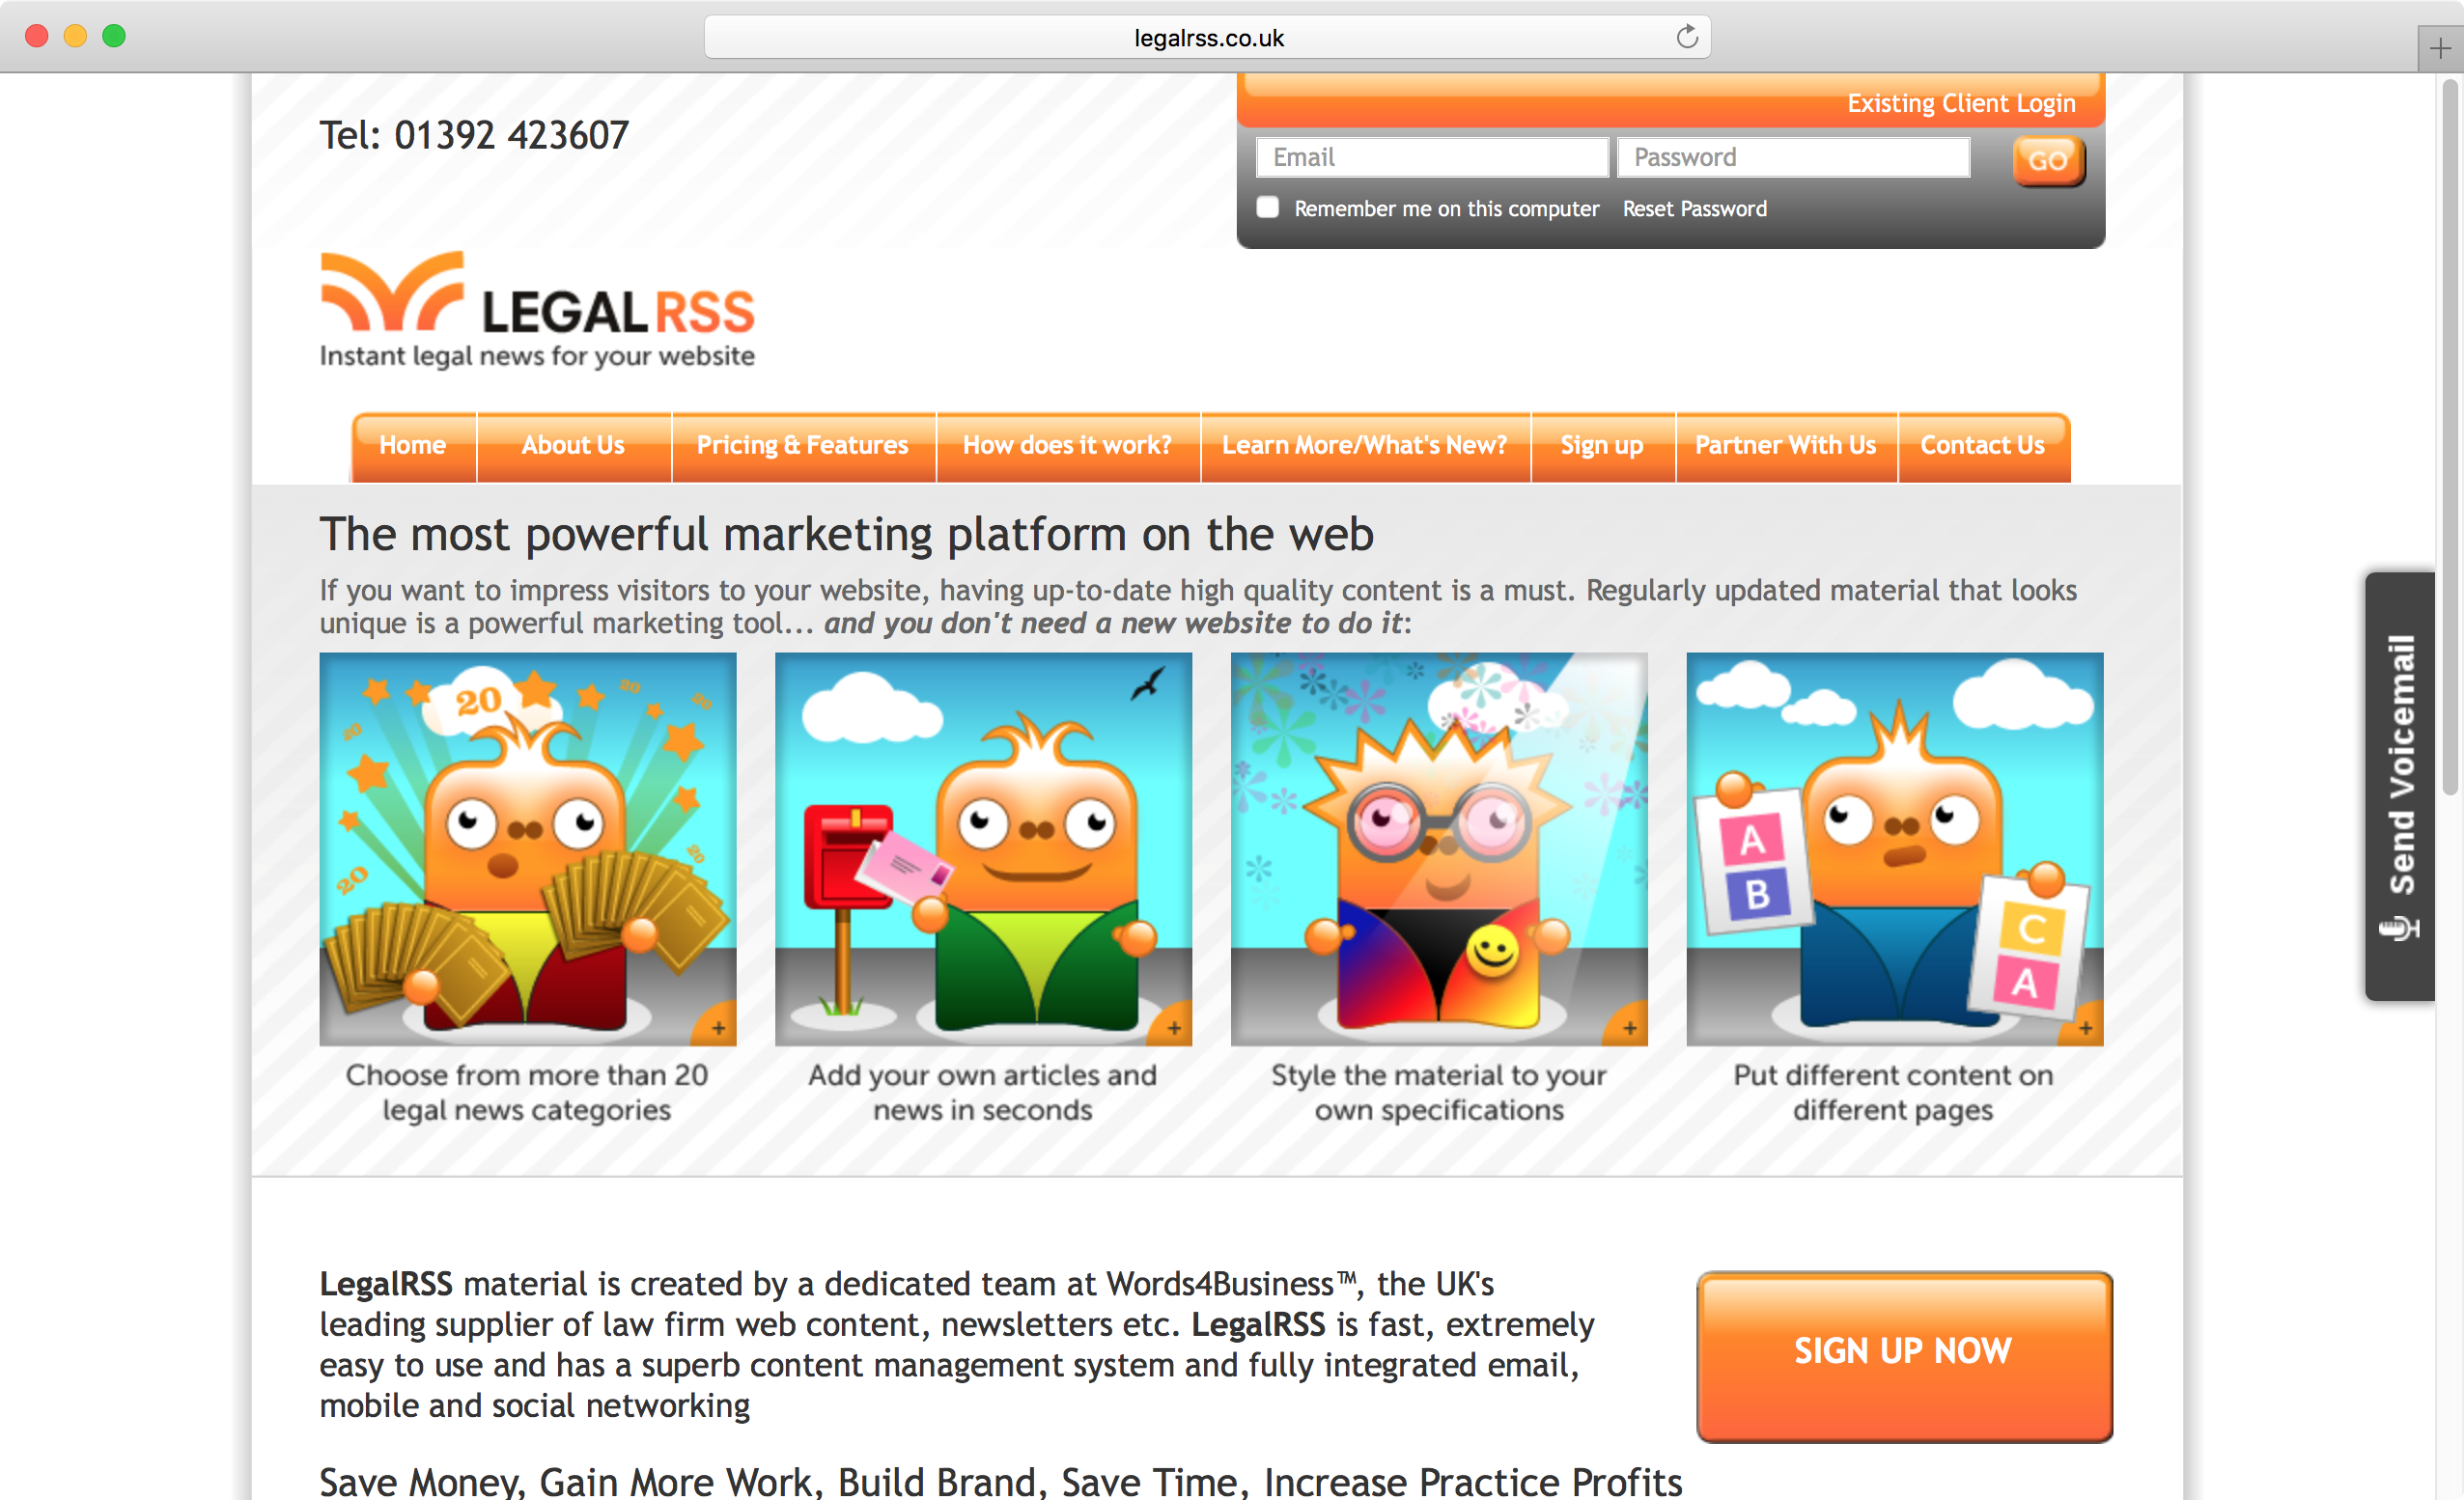 legalrss.co.uk
Existing Client Login
Tel: 01392 423607
Email
Password
GO
Remember me on this computer
Reset Password
LEGALRSS
Instant legal news for your website
Home
About Us
Pricing & Features
How does it work?
Learn More/What's New?
Sign up
Partner With Us
Contact Us
The most powerful marketing platform on the web
If you want to impress visitors to your website, having up-to-date high quality content is a must. Regularly updated material that looks
unique is a powerful marketing tool... and you don't need a new website to do it:
20
20
20
20
20
20
A
B
C
A
+
+
+
+
Choose from more than 20
legal news categories
Add your own articles and
news in seconds
Style the material to your
own specifications
Put different content on
different pages
Send Voicemail
LegalRSS material is created by a dedicated team at Words4Business™, the UK's
leading supplier of law firm web content, newsletters etc. LegalRSS is fast, extremely
easy to use and has a superb content management system and fully integrated email,
mobile and social networking
SIGN UP NOW
Save Money, Gain More Work, Build Brand, Save Time, Increase Practice Profits